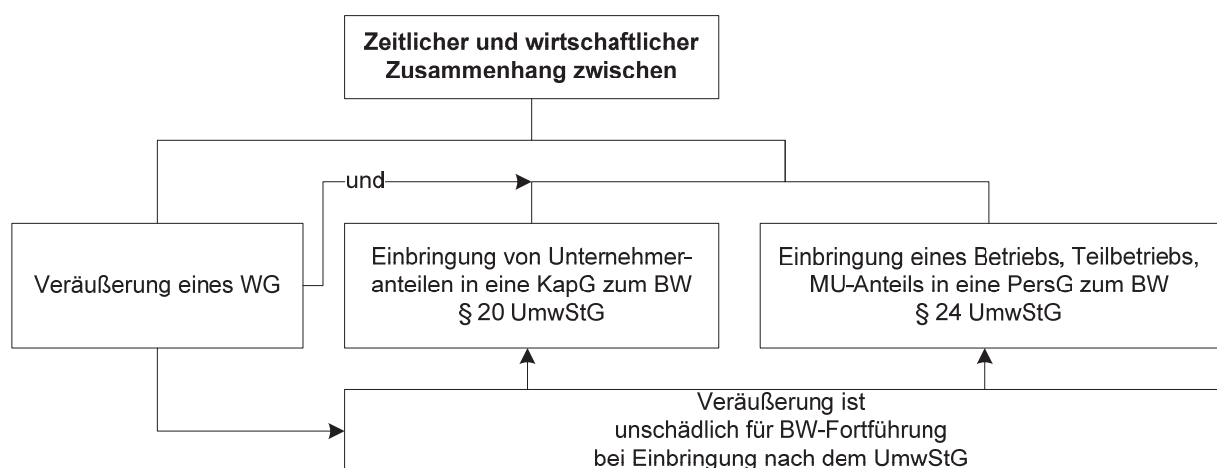 Zeitlicher und wirtschaftlicher
Zusammenhang zwischen
und
Veräußerung eines WG
Einbringung von Unternehmer-
anteilen in eine KapG zum BW
§ 20 UmwStG
Einbringung eines Betriebs, Teilbetriebs,
MU-Anteils in eine PersG zum BW
§ 24 UmwStG
Veräußerung ist
unschädlich für BW-Fortführung
bei Einbringung nach dem UmwStG